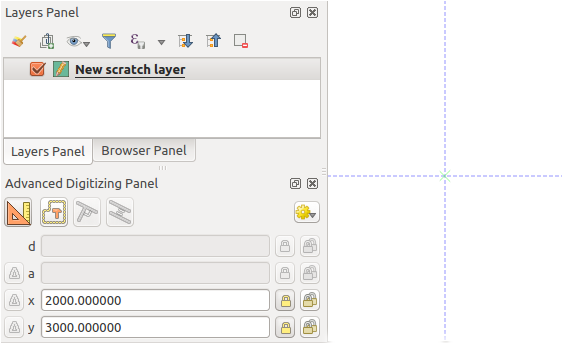 Layers Panel
New scratch layer
Layers Panel
Browser Panel
Advanced Digitizing Panel
d
a
x 2000.000000
y 3000.000000